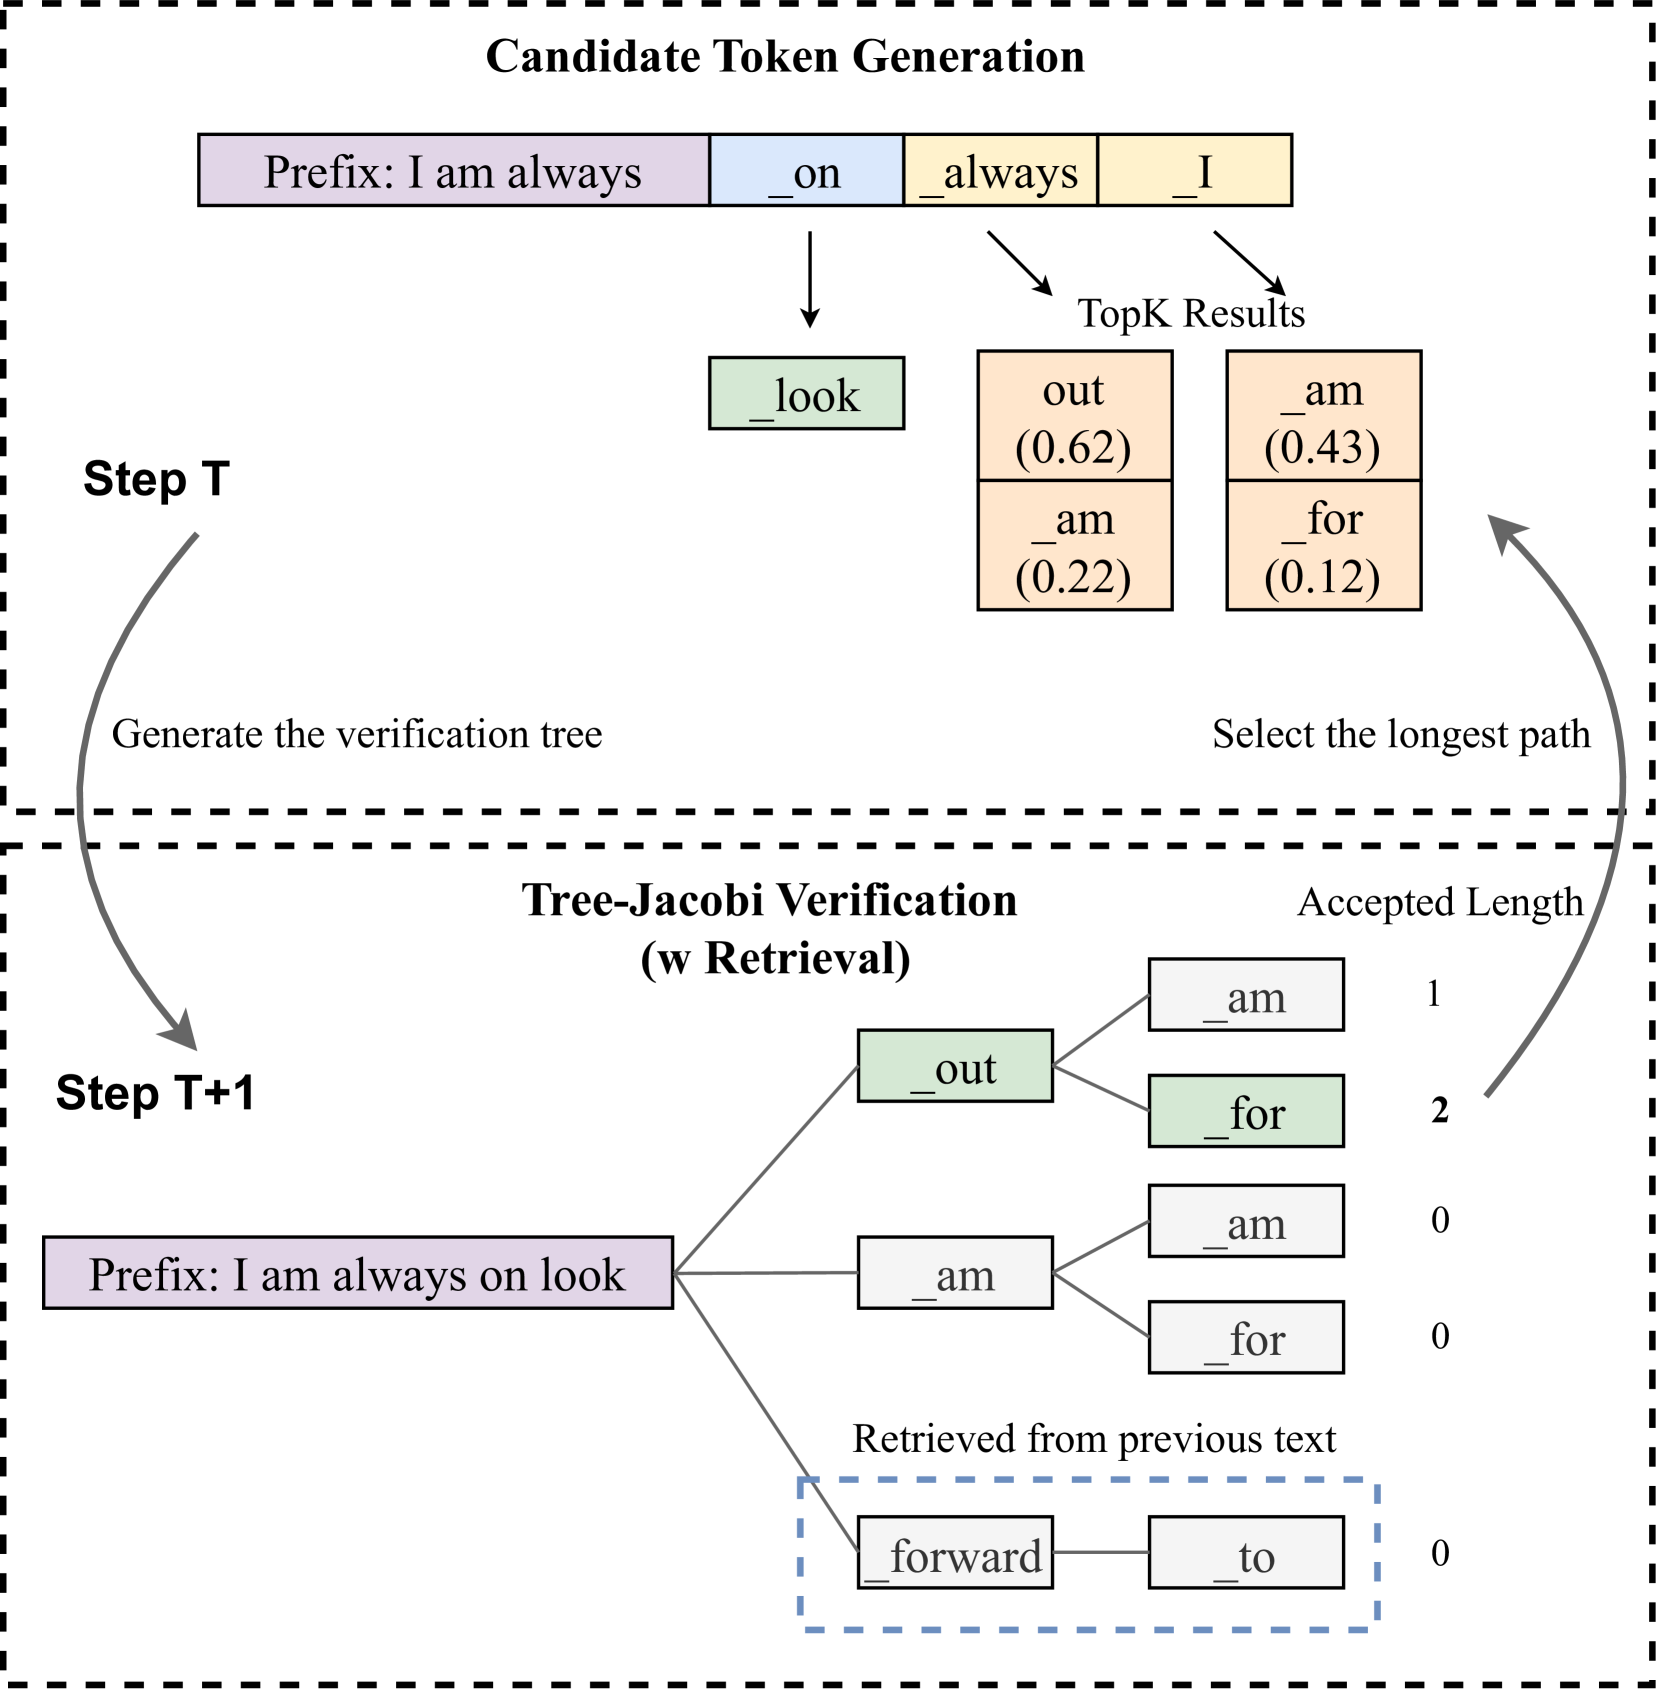 Candidate Token Generation
Prefix: I am always
_on
_always
_I
TopK Results
_look
out
(0.62)
_am
(0.22)
_am
(0.43)
_for
(0.12)
Step T
Generate the verification tree
Select the longest path
Tree-Jacobi Verification
(w Retrieval)
Accepted Length
Step T+1
Prefix: I am always on look
_out
_am
1
_for
2
_am
_am
0
_for
0
Retrieved from previous text
_forward
_to
0